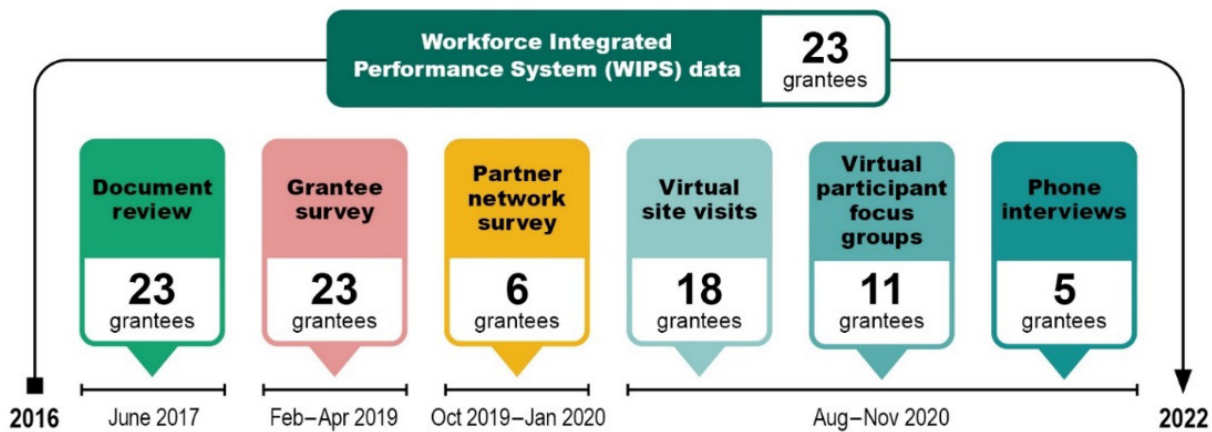 Workforce Integrated
Performance System (WIPS) data
23
grantees
Document
review
23
grantees
Grantee
survey
23
grantees
Partner
network
survey
6
grantees
Virtual
site visits
18
grantees
Virtual
participant
focus
groups
11
grantees
Phone
interviews
5
grantees
2016
June 2017
Feb–Apr 2019
Oct 2019–Jan 2020
Aug–Nov 2020
2022